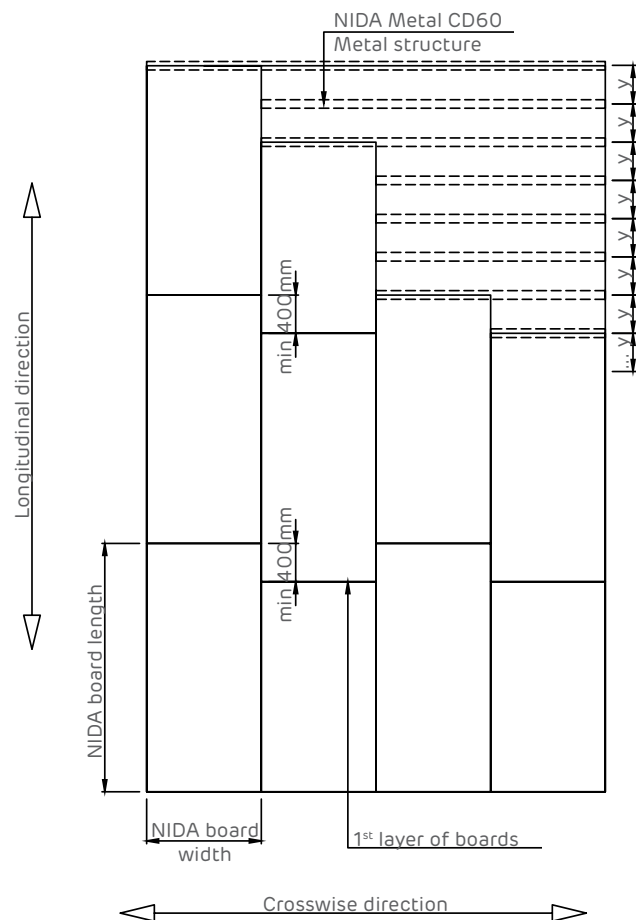 NIDA Metal CD60
Metal structure
y
y
y
y
y
y
y
... y
min 400mm
Longitudinal direction
min 400mm
NIDA board length
NIDA board
width
1st layer of boards
Crosswise direction